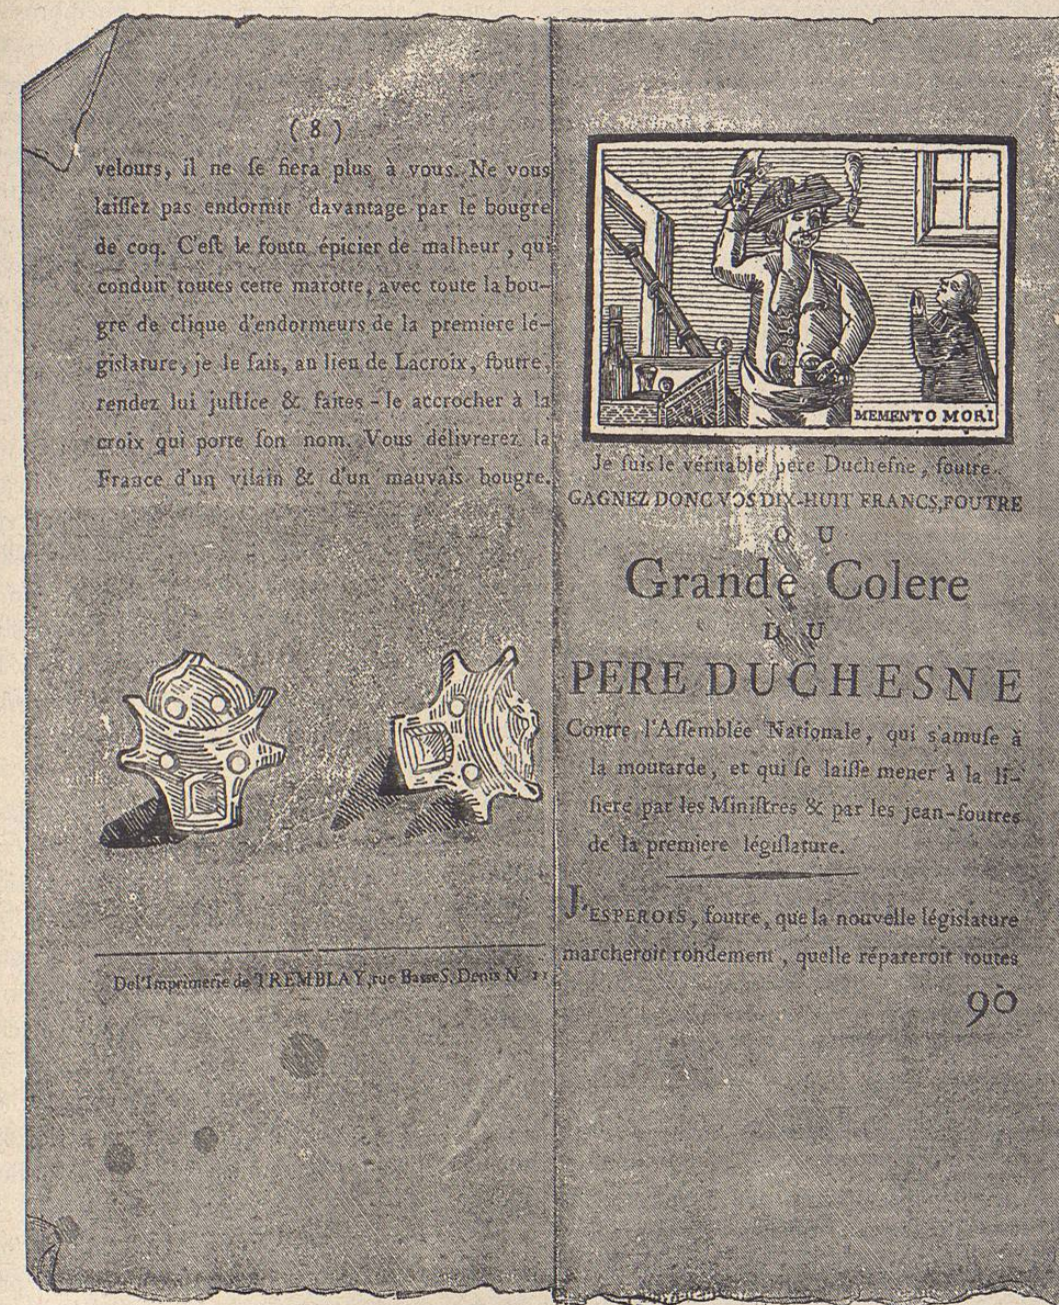 ( 8 )
velours, il ne ſe fiera plus à vous. Ne vous
laiſſez pas endormir davantage par le bougre
de coq. C'eſt le foutu épicier de malheur, qui
conduit toutes cette marotte, avec toute la bou-
gre de clique d'endormeurs de la premiere lé-
giſlature, je le ſais, au lieu de Lacroix, foutre,
rendez lui juſtice & faites-le accrocher à la
croix qui porte ſon nom. Vous délivrerez la
France d'un vilain & d'un mauvais bougre.
Del'Imprimerie de TREMBLAY, rue Basse S. Denis N. 11
MEMENTO MORI
Je ſuis le véritable pere Ducheſne, foutre.
GAGNEZ DONC VOS DIX-HUIT FRANCS, FOUTRE
O U
Grande Colere
D U
PERE DUCHESNE
Contre l'Aſſemblée Nationale, qui s'amuſe à
la moutarde, et qui ſe laiſſe mener à la li-
ſiere par les Miniſtres & par les jean-foutres
de la premiere légiſlature.
J'ESPEROIS, foutre, que la nouvelle légiſlature
marcheroit rondement, quelle répareroit toutes
90